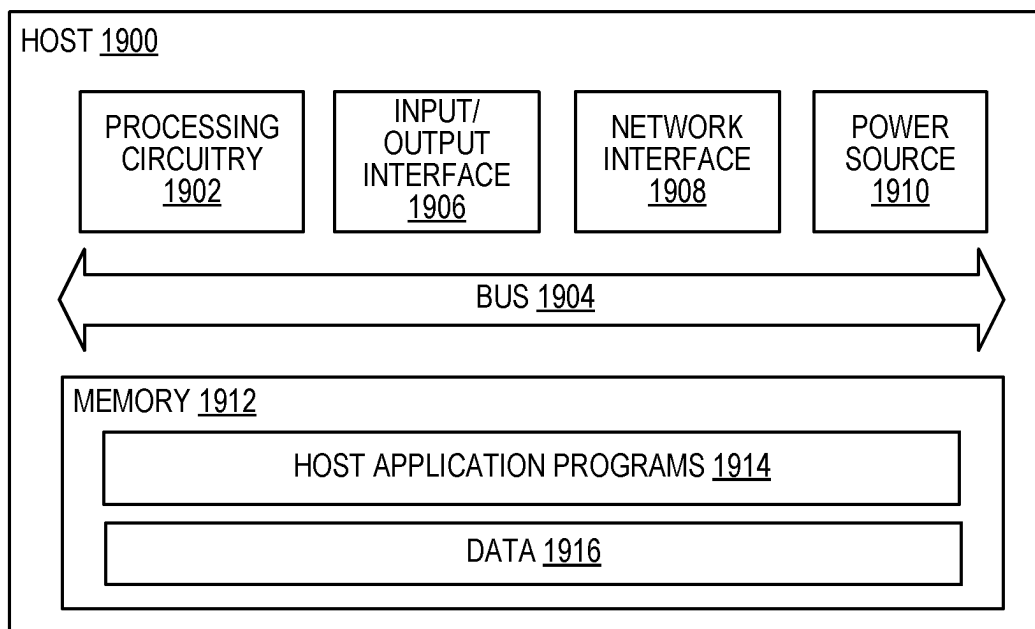 HOST 1900
PROCESSING
CIRCUITRY
1902
INPUT/
OUTPUT
INTERFACE
1906
NETWORK
INTERFACE
1908
POWER
SOURCE
1910
BUS 1904
MEMORY 1912
HOST APPLICATION PROGRAMS 1914
DATA 1916